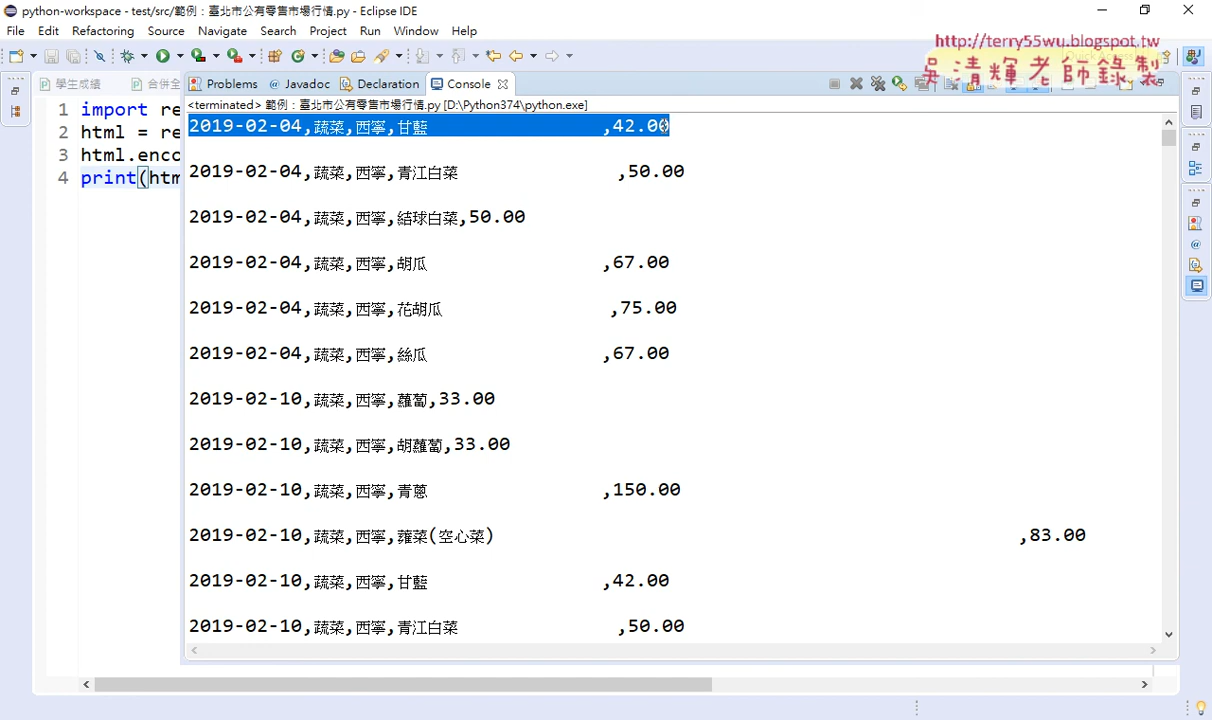 python-workspace - test/src/範例：臺北市公有零售市場行情.py - Eclipse IDE
File Edit Refactoring Source Navigate Search Project Run Window Help
http://terry55wu.blogspot.tw
吳清輝老師錄製
學生成績 合併全 Problems @ Javadoc Declaration Console
<terminated> 範例：臺北市公有零售市場行情.py [D:\Python374\python.exe]
1 import re
2 html = re
3 html.enco
4 print(htm
2019-02-04,蔬菜,西寧,甘藍 ,42.00
2019-02-04,蔬菜,西寧,青江白菜 ,50.00
2019-02-04,蔬菜,西寧,結球白菜,50.00
2019-02-04,蔬菜,西寧,胡瓜 ,67.00
2019-02-04,蔬菜,西寧,花胡瓜 ,75.00
2019-02-04,蔬菜,西寧,絲瓜 ,67.00
2019-02-10,蔬菜,西寧,蘿蔔,33.00
2019-02-10,蔬菜,西寧,胡蘿蔔,33.00
2019-02-10,蔬菜,西寧,青蔥 ,150.00
2019-02-10,蔬菜,西寧,蕹菜(空心菜) ,83.00
2019-02-10,蔬菜,西寧,甘藍 ,42.00
2019-02-10,蔬菜,西寧,青江白菜 ,50.00